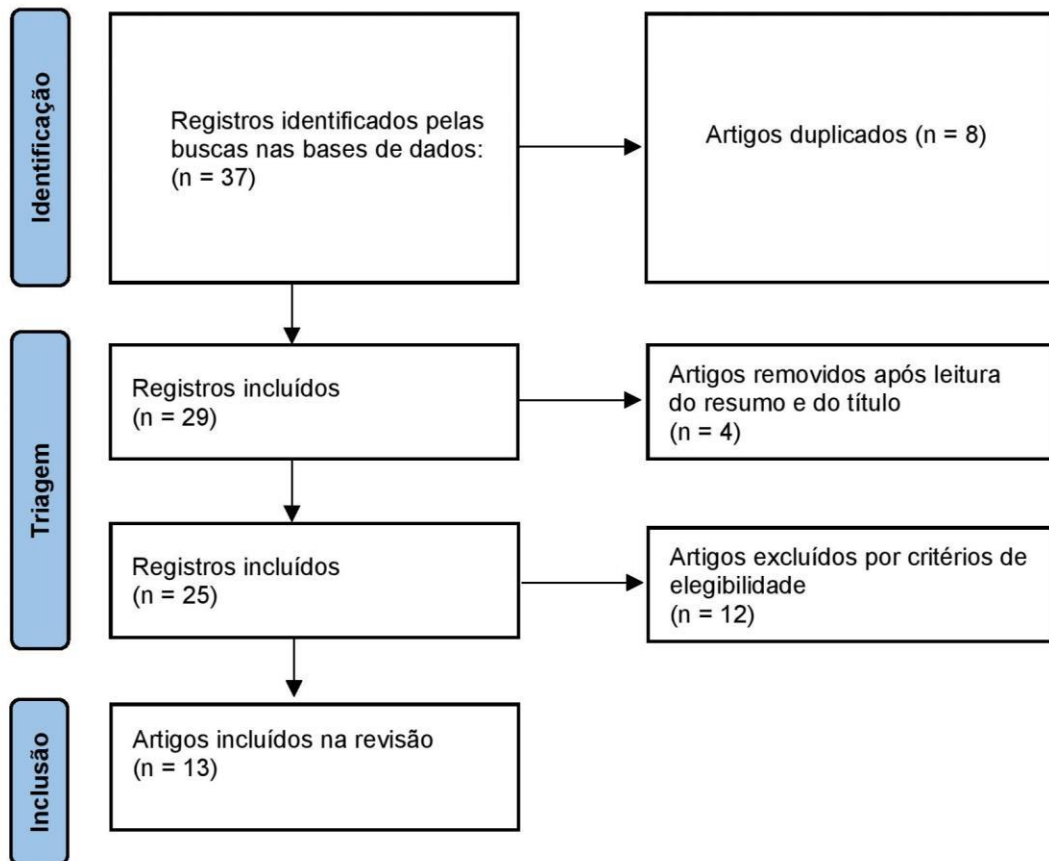 Identificação
Registros identificados pelas
buscas nas bases de dados:
(n = 37)
Artigos duplicados (n = 8)
Triagem
Registros incluídos
(n = 29)
Artigos removidos após leitura
do resumo e do título
(n = 4)
Registros incluídos
(n = 25)
Artigos excluídos por critérios de
elegibilidade
(n = 12)
Inclusão
Artigos incluídos na revisão
(n = 13)